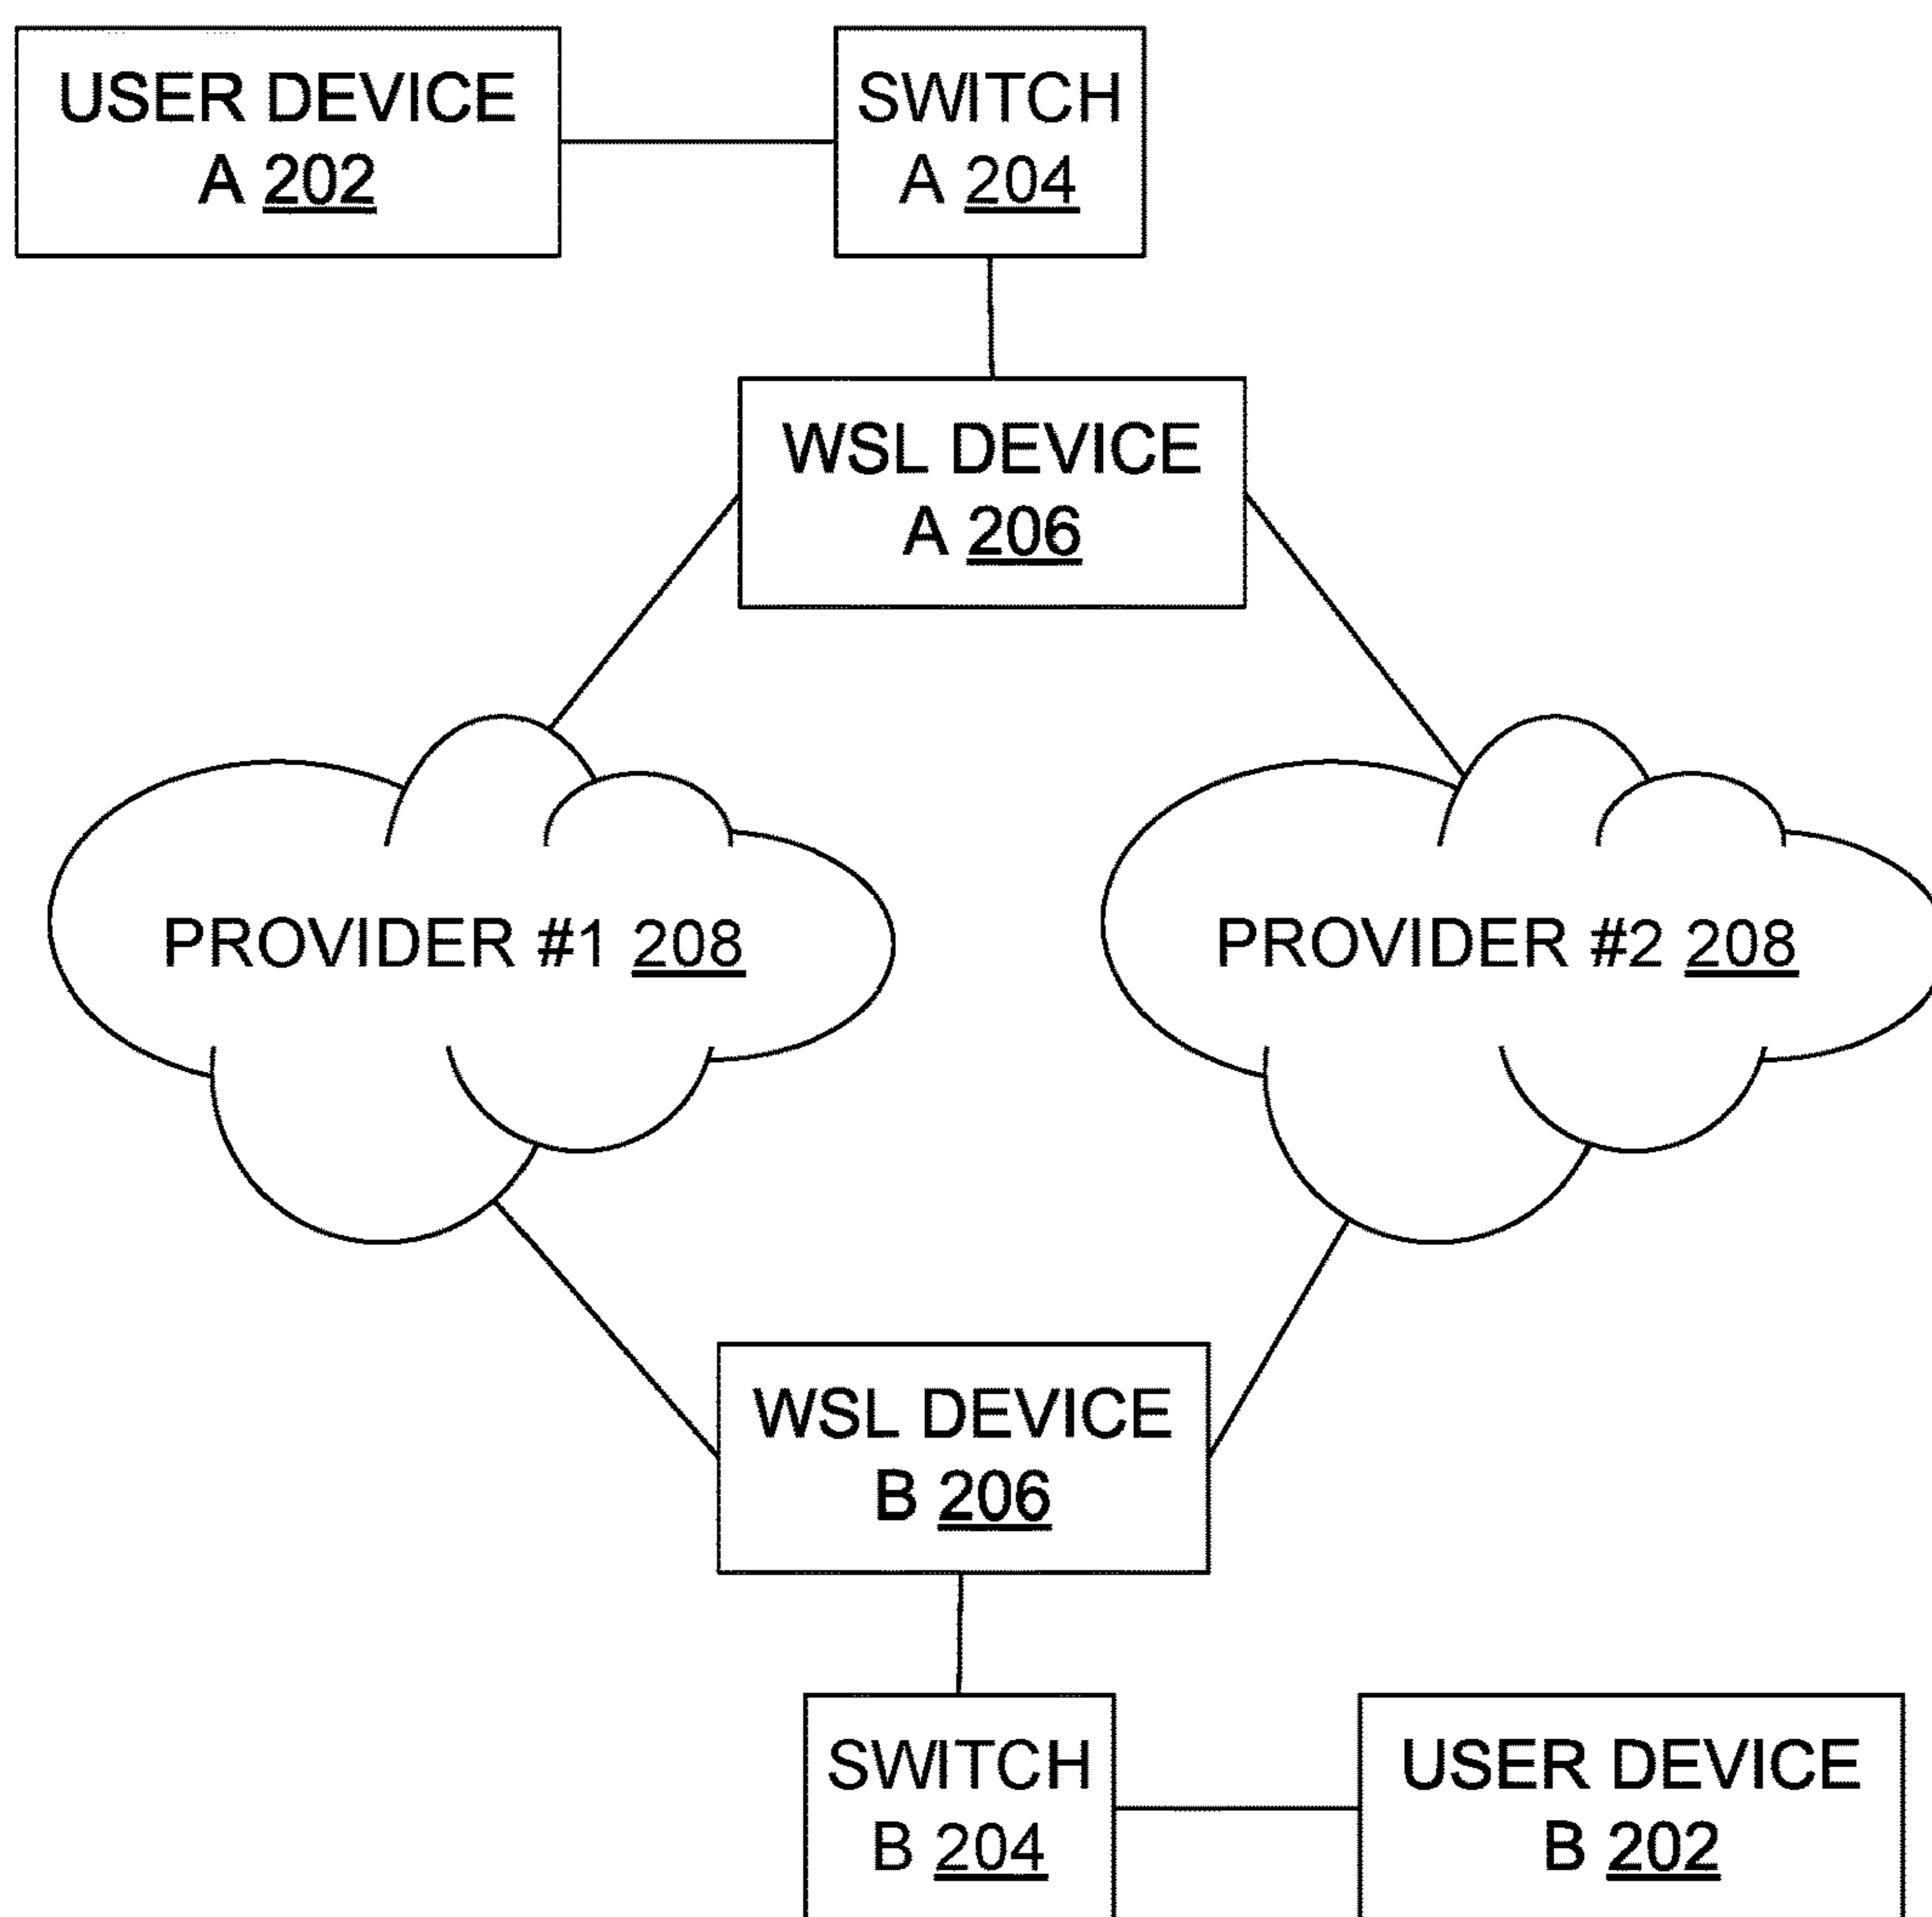 USER DEVICE
A 202
SWITCH
A 204
WSL DEVICE
A 206
PROVIDER #1 208
PROVIDER #2 208
WSL DEVICE
B 206
SWITCH
B 204
USER DEVICE
B 202